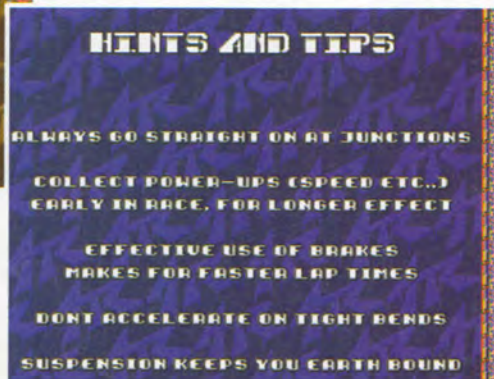 HINTS AND TIPS
ALWAYS GO STRAIGHT ON AT JUNCTIONS
COLLECT POWER-UPS (SPEED ETC..)
EARLY IN RACE, FOR LONGER EFFECT
EFFECTIVE USE OF BRAKES
MAKES FOR FASTER LAP TIMES
DONT ACCELERATE ON TIGHT BENDS
SUSPENSION KEEPS YOU EARTH BOUND